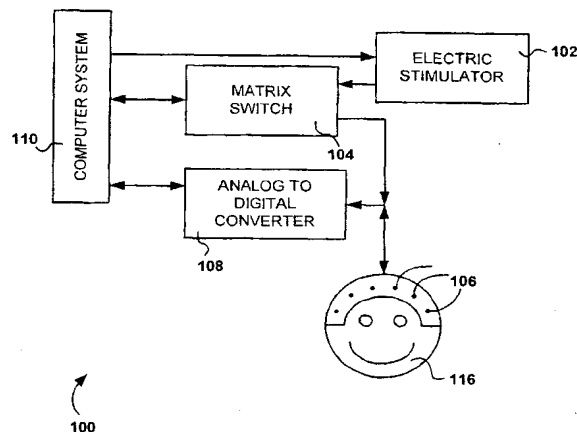 COMPUTER SYSTEM
110
ELECTRIC
STIMULATOR
102
MATRIX
SWITCH
104
ANALOG TO
DIGITAL
CONVERTER
108
106
116
100